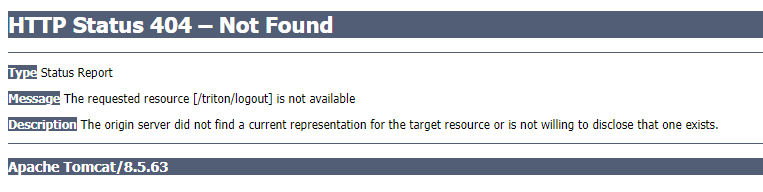 HTTP Status 404 – Not Found
Type Status Report
Message The requested resource [/triton/logout] is not available
Description The origin server did not find a current representation for the target resource or is not willing to disclose that one exists.
Apache Tomcat/8.5.63